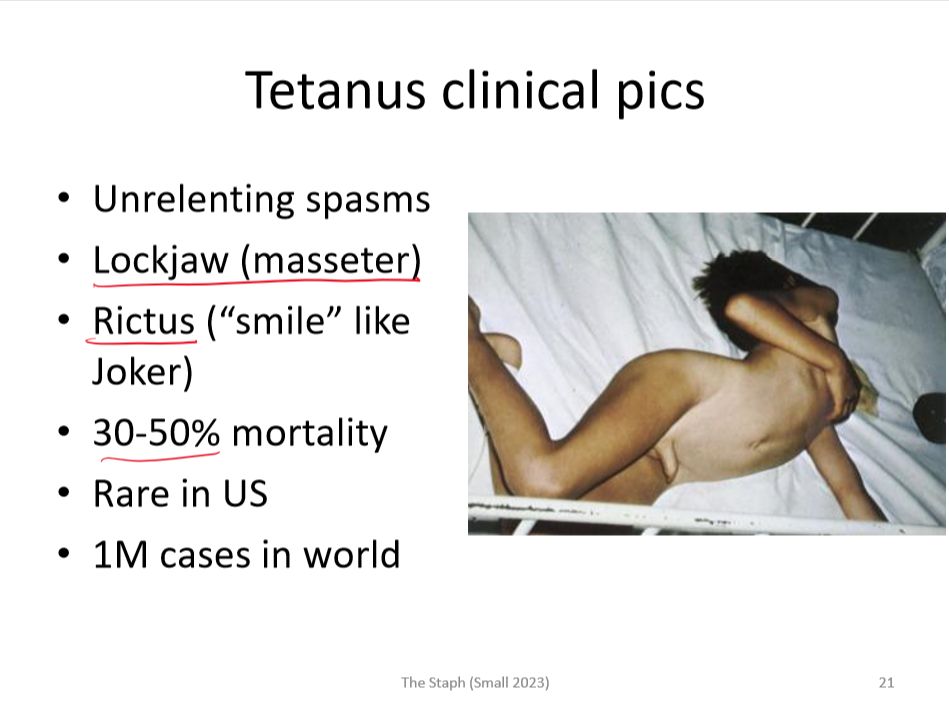 Tetanus clinical pics
• Unrelenting spasms
• Lockjaw (masseter)
• Rictus (“smile” like
Joker)
• 30-50% mortality
• Rare in US
• 1M cases in world
The Staph (Small 2023)
21